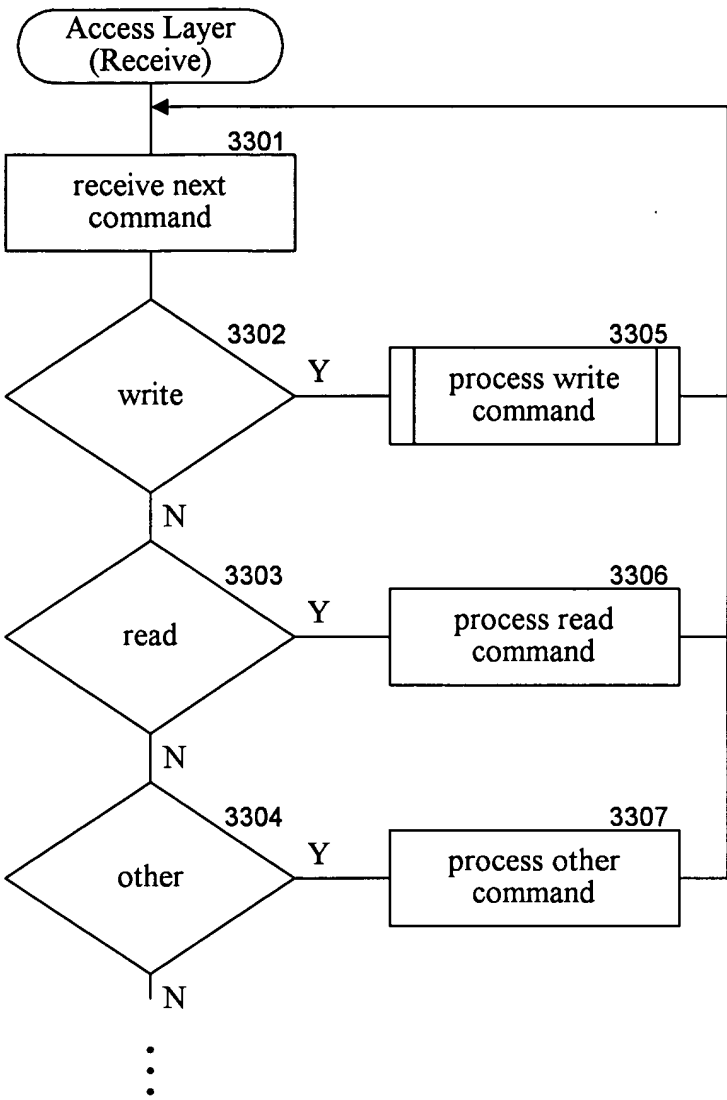 Access Layer
(Receive)
3301
receive next
command
3302
write
Y
3305
process write
command
N
3303
read
Y
3306
process read
command
N
3304
other
Y
3307
process other
command
N